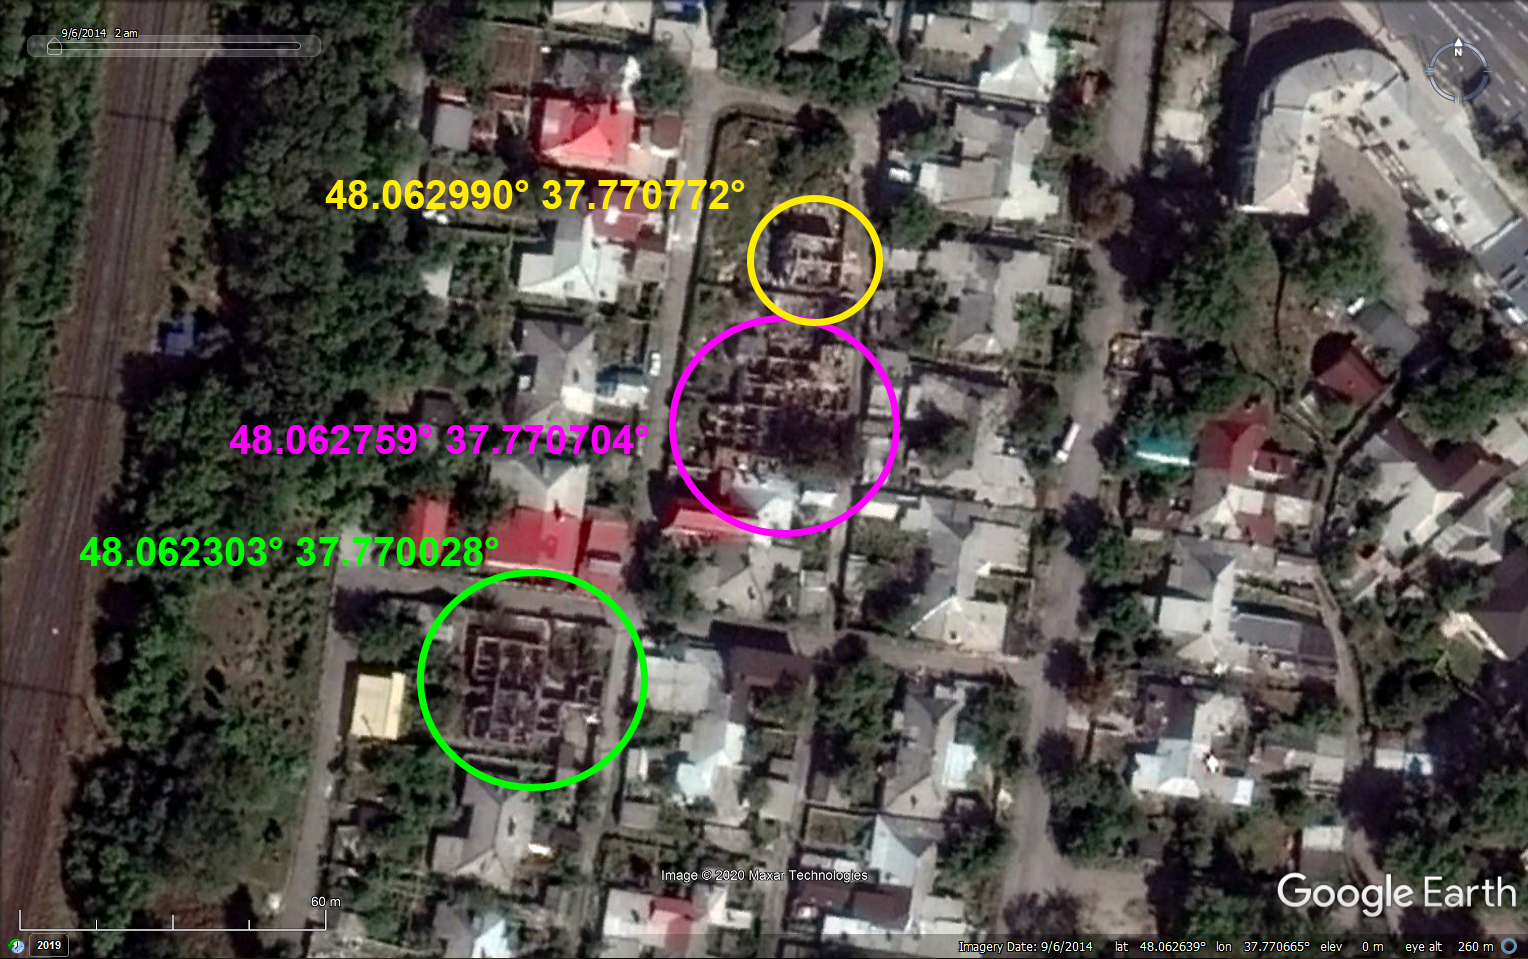 9/6/2014 2 am
N
48.062990° 37.770772°
48.062759° 37.770704°
48.062303° 37.770028°
Image © 2020 Maxar Technologies
Google Earth
60 m
2019
Imagery Date: 9/6/2014 lat 48.062639° lon 37.770665° elev 0 m eye alt 260 m